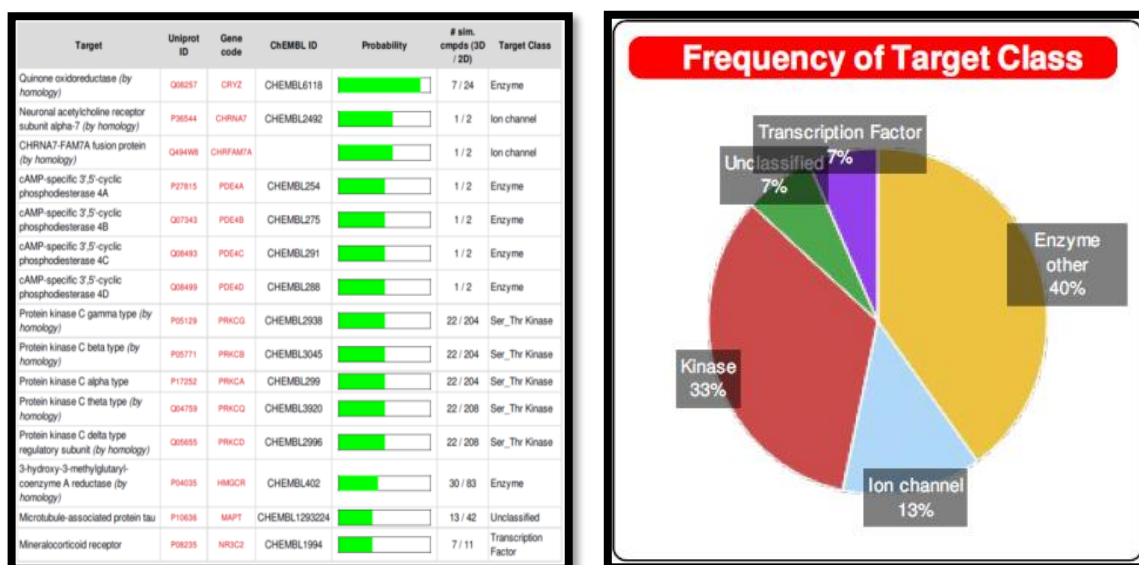 Target Uniprot ID Gene code ChEMBL ID Probability # sim. cmpds (3D / 2D) Target Class
Quinone oxidoreductase (by
homology) Q08257 CRYZ CHEMBL6118 7 / 24 Enzyme
Neuronal acetylcholine receptor
subunit alpha-7 (by homology) P36544 CHRNA7 CHEMBL2492 1 / 2 Ion channel
CHRNA7-FAM7A fusion protein
(by homology) Q494W8 CHRFAM7A 1 / 2 Ion channel
cAMP-specific 3',5'-cyclic
phosphodiesterase 4A P27815 PDE4A CHEMBL254 1 / 2 Enzyme
cAMP-specific 3',5'-cyclic
phosphodiesterase 4B Q07343 PDE4B CHEMBL275 1 / 2 Enzyme
cAMP-specific 3',5'-cyclic
phosphodiesterase 4C Q08493 PDE4C CHEMBL291 1 / 2 Enzyme
cAMP-specific 3',5'-cyclic
phosphodiesterase 4D Q08499 PDE4D CHEMBL288 1 / 2 Enzyme
Protein kinase C gamma type (by
homology) P05129 PRKCG CHEMBL2938 22 / 204 Ser_Thr Kinase
Protein kinase C beta type (by
homology) P05771 PRKCB CHEMBL3045 22 / 204 Ser_Thr Kinase
Protein kinase C alpha type P17252 PRKCA CHEMBL299 22 / 204 Ser_Thr Kinase
Protein kinase C theta type (by
homology) Q04759 PRKCQ CHEMBL3920 22 / 208 Ser_Thr Kinase
Protein kinase C delta type
regulatory subunit (by homology) Q05655 PRKCD CHEMBL2996 22 / 208 Ser_Thr Kinase
3-hydroxy-3-methylglutaryl-
coenzyme A reductase (by
homology) P04035 HMGCR CHEMBL402 30 / 83 Enzyme
Microtubule-associated protein tau P10636 MAPT CHEMBL1293224 13 / 42 Unclassified
Mineralocorticoid receptor P08235 NR3C2 CHEMBL1994 7 / 11 Transcription
Factor
Frequency of Target Class
Transcription Factor
7%
Unclassified
7%
Enzyme
other
40%
Kinase
33%
Ion channel
13%